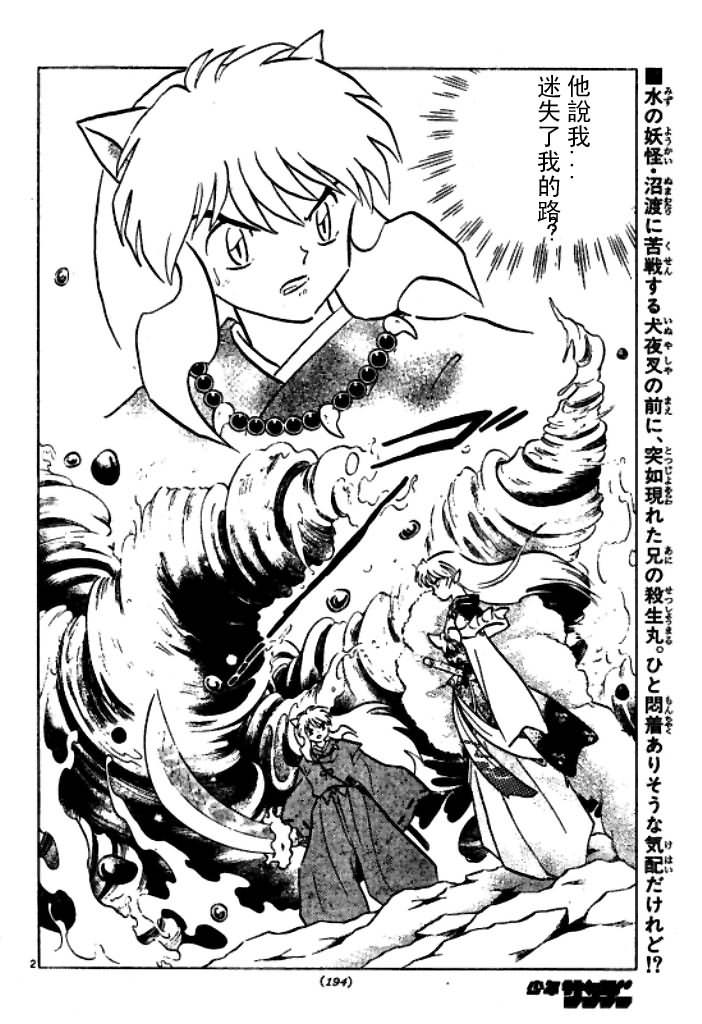 ■水の妖怪・沼渡に苦戦する犬夜叉の前に、突如現れた兄の殺生丸。ひと悶着ありそうな気配だけれど!?
他說我...
迷失了我的路?
2
(194)
少年